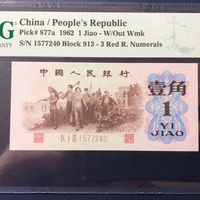 G
ANTY
China / People's Republic
Pick# 877a 1962 1 Jiao - W/Out Wmk
S/N 1577240 Block 913 - 3 Red R. Numerals
中国人民银行
壹角
1
YI
JIAO
1577240